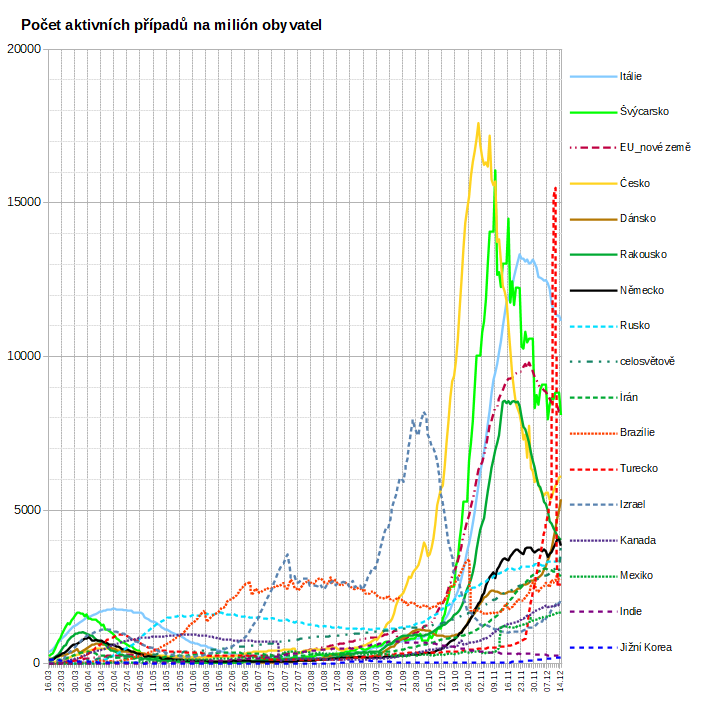 Počet aktivních případů na milión obyvatel
20000
15000
10000
5000
0
Itálie
Švýcarsko
EU_nové země
Česko
Dánsko
Rakousko
Německo
Rusko
celosvětově
Írán
Brazílie
Turecko
Izrael
Kanada
Mexiko
Indie
Jižní Korea
16.03
23.03
30.03
06.04
13.04
20.04
27.04
04.05
11.05
18.05
25.05
01.06
08.06
15.06
22.06
29.06
06.07
13.07
20.07
27.07
03.08
10.08
17.08
24.08
31.08
07.09
14.09
21.09
28.09
05.10
12.10
19.10
26.10
02.11
09.11
16.11
23.11
30.11
07.12
14.12